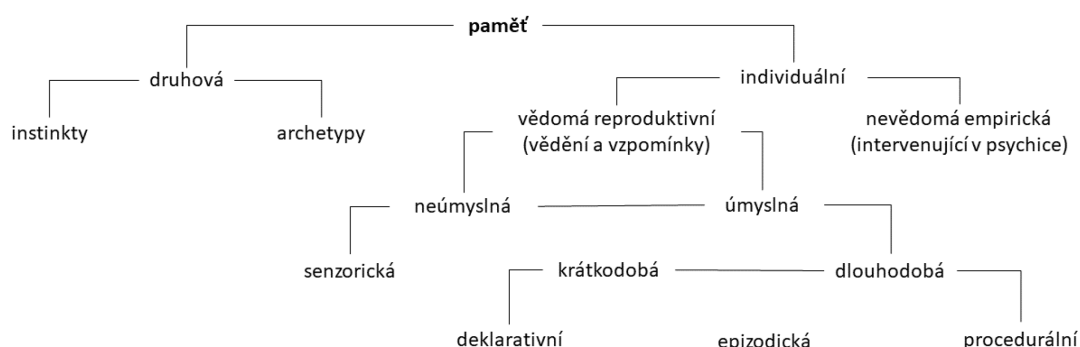 paměť
druhová
individuální
instinkty
archetypy
vědomá reproduktivní
(vědění a vzpomínky)
nevědomá empirická
(intervenující v psychice)
neúmyslná
úmyslná
senzorická
krátkodobá
dlouhodobá
deklarativní
epizodická
procedurální